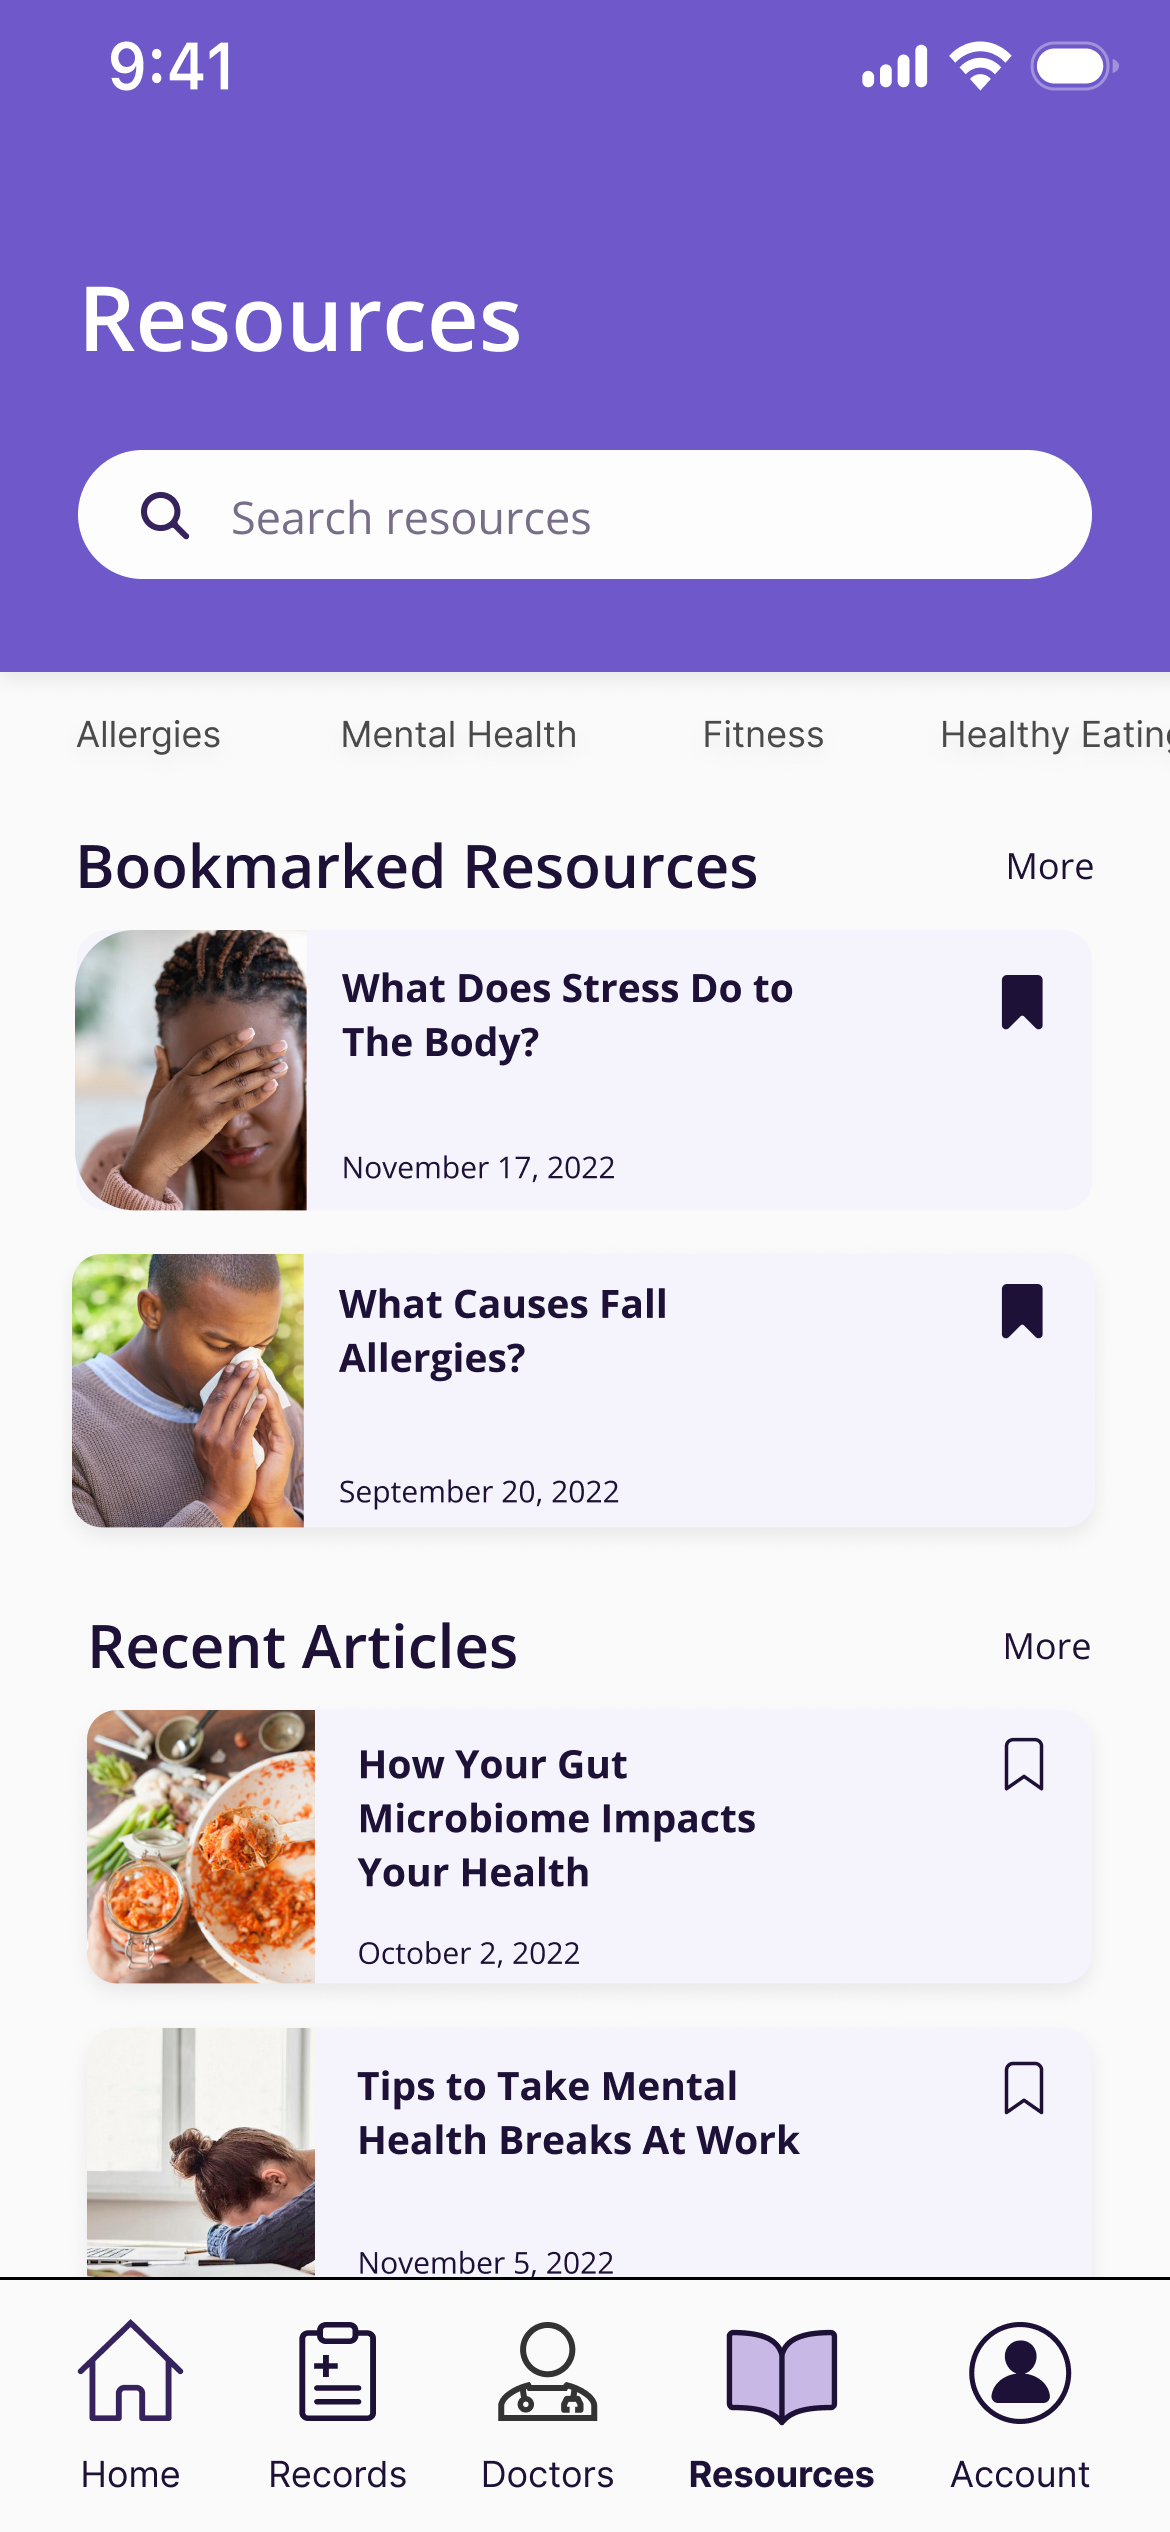 9:41
Resources
Search resources
Allergies Mental Health Fitness Healthy Eating
Bookmarked Resources More
What Does Stress Do to
The Body?
November 17, 2022
What Causes Fall
Allergies?
September 20, 2022
Recent Articles More
How Your Gut
Microbiome Impacts
Your Health
October 2, 2022
Tips to Take Mental
Health Breaks At Work
November 5, 2022
Home Records Doctors Resources Account